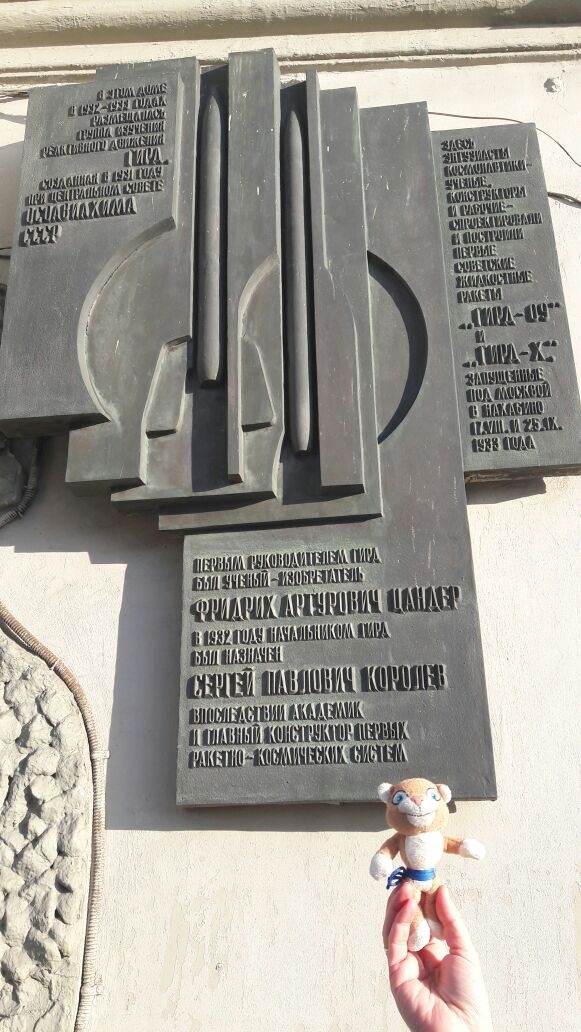 В ЭТОМ ДОМЕ
В 1932-1933 ГОДАХ
РАЗМЕЩАЛАСЬ
ГРУППА ИЗУЧЕНИЯ
РЕАКТИВНОГО ДВИЖЕНИЯ
ГИРД,
СОЗДАННАЯ В 1931 ГОДУ
ПРИ ЦЕНТРАЛЬНОМ СОВЕТЕ
ОСОАВИАХИМА
СССР
ЗДЕСЬ
ЭНТУЗИАСТЫ
КОСМОНАВТИКИ-
УЧЕНЫЕ,
КОНСТРУКТОРЫ
И РАБОЧИЕ-
СПРОЕКТИРОВАЛИ
И ПОСТРОИЛИ
ПЕРВЫЕ
СОВЕТСКИЕ
ЖИДКОСТНЫЕ
РАКЕТЫ
„ГИРД-09"
И
„ГИРД-Х",
ЗАПУЩЕННЫЕ
ПОД МОСКВОЙ
В НАХАБИНО
17.VIII. И 25.IX.
1933 ГОДА
ПЕРВЫМ РУКОВОДИТЕЛЕМ ГИРД
БЫЛ УЧЕНЫЙ-ИЗОБРЕТАТЕЛЬ
ФРИДРИХ АРТУРОВИЧ ЦАНДЕР
В 1932 ГОДУ НАЧАЛЬНИКОМ ГИРД
БЫЛ НАЗНАЧЕН
СЕРГЕЙ ПАВЛОВИЧ КОРОЛЕВ
ВПОСЛЕДСТВИИ АКАДЕМИК
И ГЛАВНЫЙ КОНСТРУКТОР ПЕРВЫХ
РАКЕТНО-КОСМИЧЕСКИХ СИСТЕМ